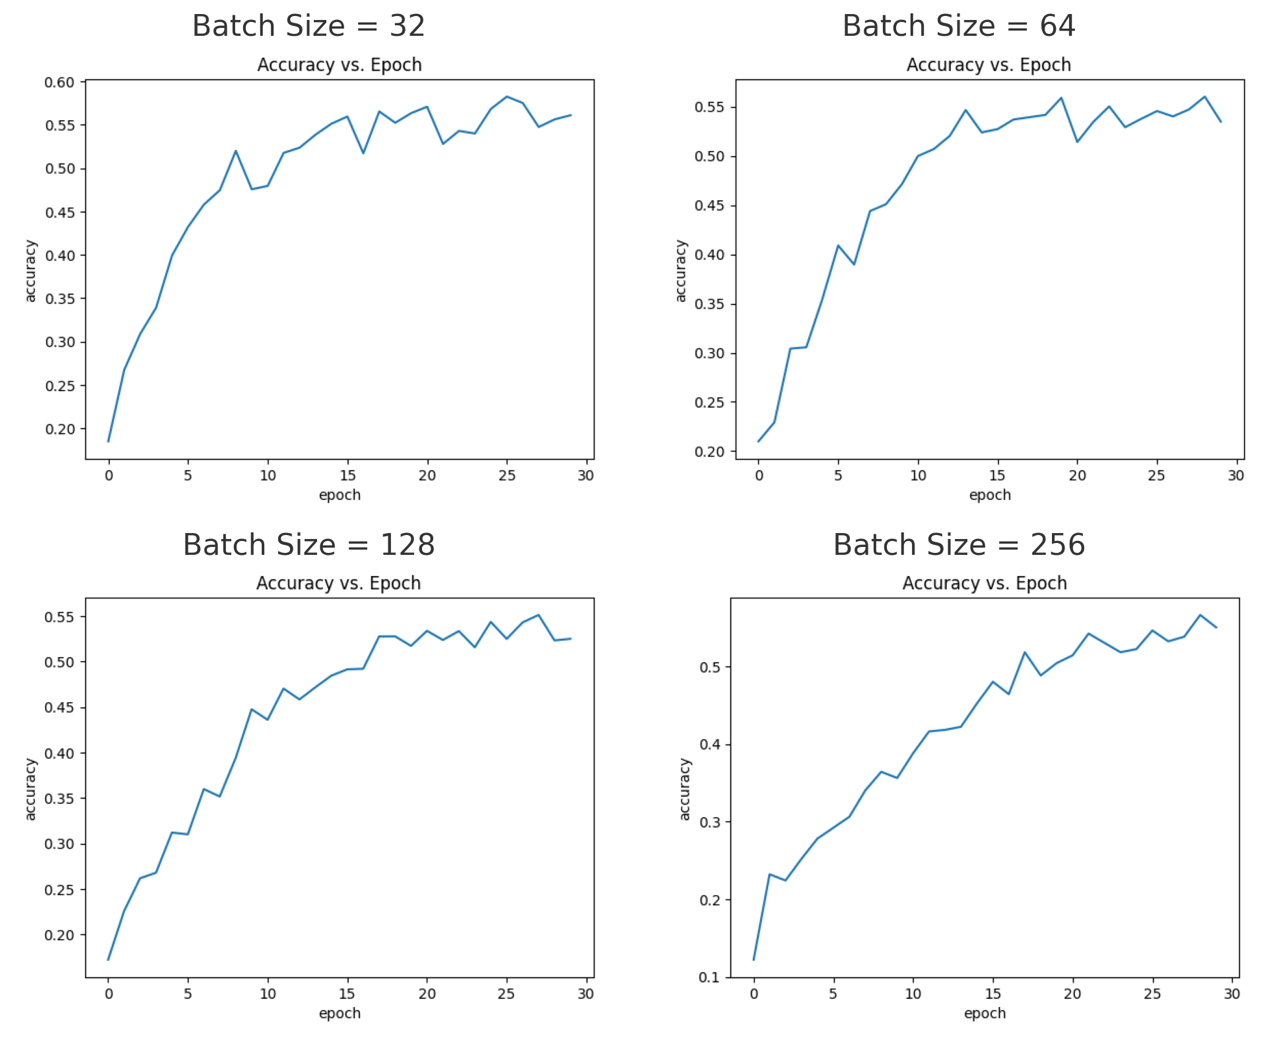 Batch Size = 32
Accuracy vs. Epoch
0.60
0.55
0.50
0.45
0.40
0.35
0.30
0.25
0.20
accuracy
0 5 10 15 20 25 30
epoch
Batch Size = 64
Accuracy vs. Epoch
0.55
0.50
0.45
0.40
0.35
0.30
0.25
0.20
accuracy
0 5 10 15 20 25 30
epoch
Batch Size = 128
Accuracy vs. Epoch
0.55
0.50
0.45
0.40
0.35
0.30
0.25
0.20
accuracy
0 5 10 15 20 25 30
epoch
Batch Size = 256
Accuracy vs. Epoch
0.5
0.4
0.3
0.2
0.1
accuracy
0 5 10 15 20 25 30
epoch